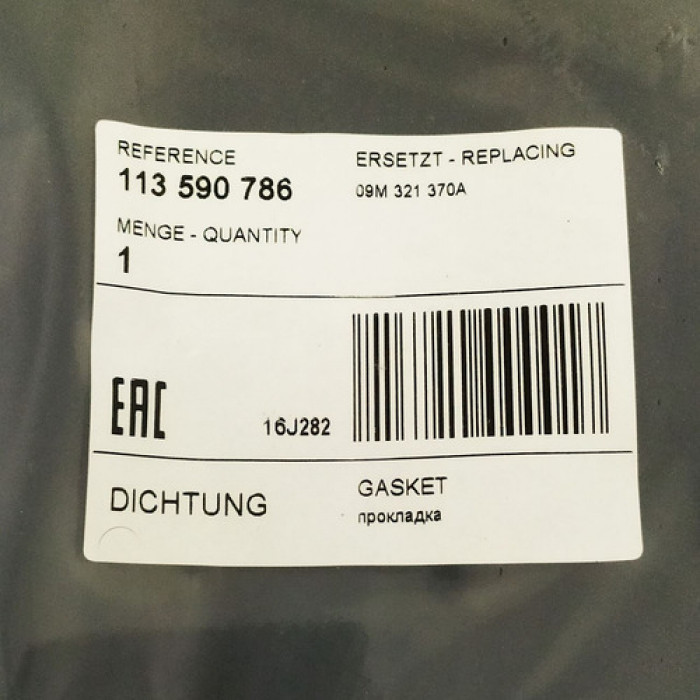 REFERENCE
113 590 786
ERSETZT - REPLACING
09M 321 370A
MENGE - QUANTITY
1
EAC
16J282
DICHTUNG
GASKET
прокладка